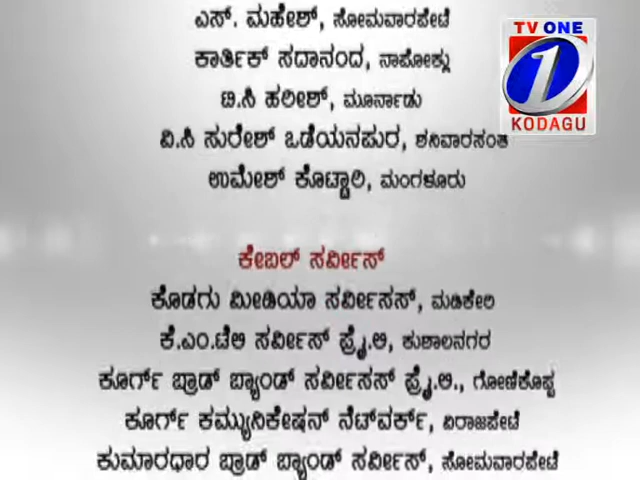 ಎಸ್. ಮಹೇಶ್, ಸೋಮವಾರಪೇಟೆ
ಕಾರ್ತಿಕ್ ಸದಾನಂದ, ನಾಪೋಕ್ಲು
ಟಿ.ಸಿ ಹರೀಶ್, ಮೂರ್ನಾಡು
ವಿ.ಸಿ ಸುರೇಶ್ ಒಡೆಯನಪುರ, ಶನಿವಾರಸಂತೆ
ಉಮೇಶ್ ಕೊಟ್ಟಾರಿ, ಮಂಗಳೂರು
TV ONE
1
KODAGU
ಕೇಬಲ್ ಸರ್ವೀಸ್
ಕೊಡಗು ಮೀಡಿಯಾ ಸರ್ವೀಸಸ್, ಮಡಿಕೇರಿ
ಕೆ.ಎಂ.ಟೆಲಿ ಸರ್ವೀಸ್ ಪ್ರೈ.ಲಿ, ಕುಶಾಲನಗರ
ಕೂರ್ಗ್ ಬ್ರಾಡ್ ಬ್ಯಾಂಡ್ ಸರ್ವೀಸಸ್ ಪ್ರೈ.ಲಿ., ಗೋಣಿಕೊಪ್ಪ
ಕೂರ್ಗ್ ಕಮ್ಯುನಿಕೇಷನ್ ನೆಟ್‌ವರ್ಕ್, ವಿರಾಜಪೇಟೆ
ಕುಮಾರಧಾರ ಬ್ರಾಡ್ ಬ್ಯಾಂಡ್ ಸರ್ವೀಸ್, ಸೋಮವಾರಪೇಟೆ